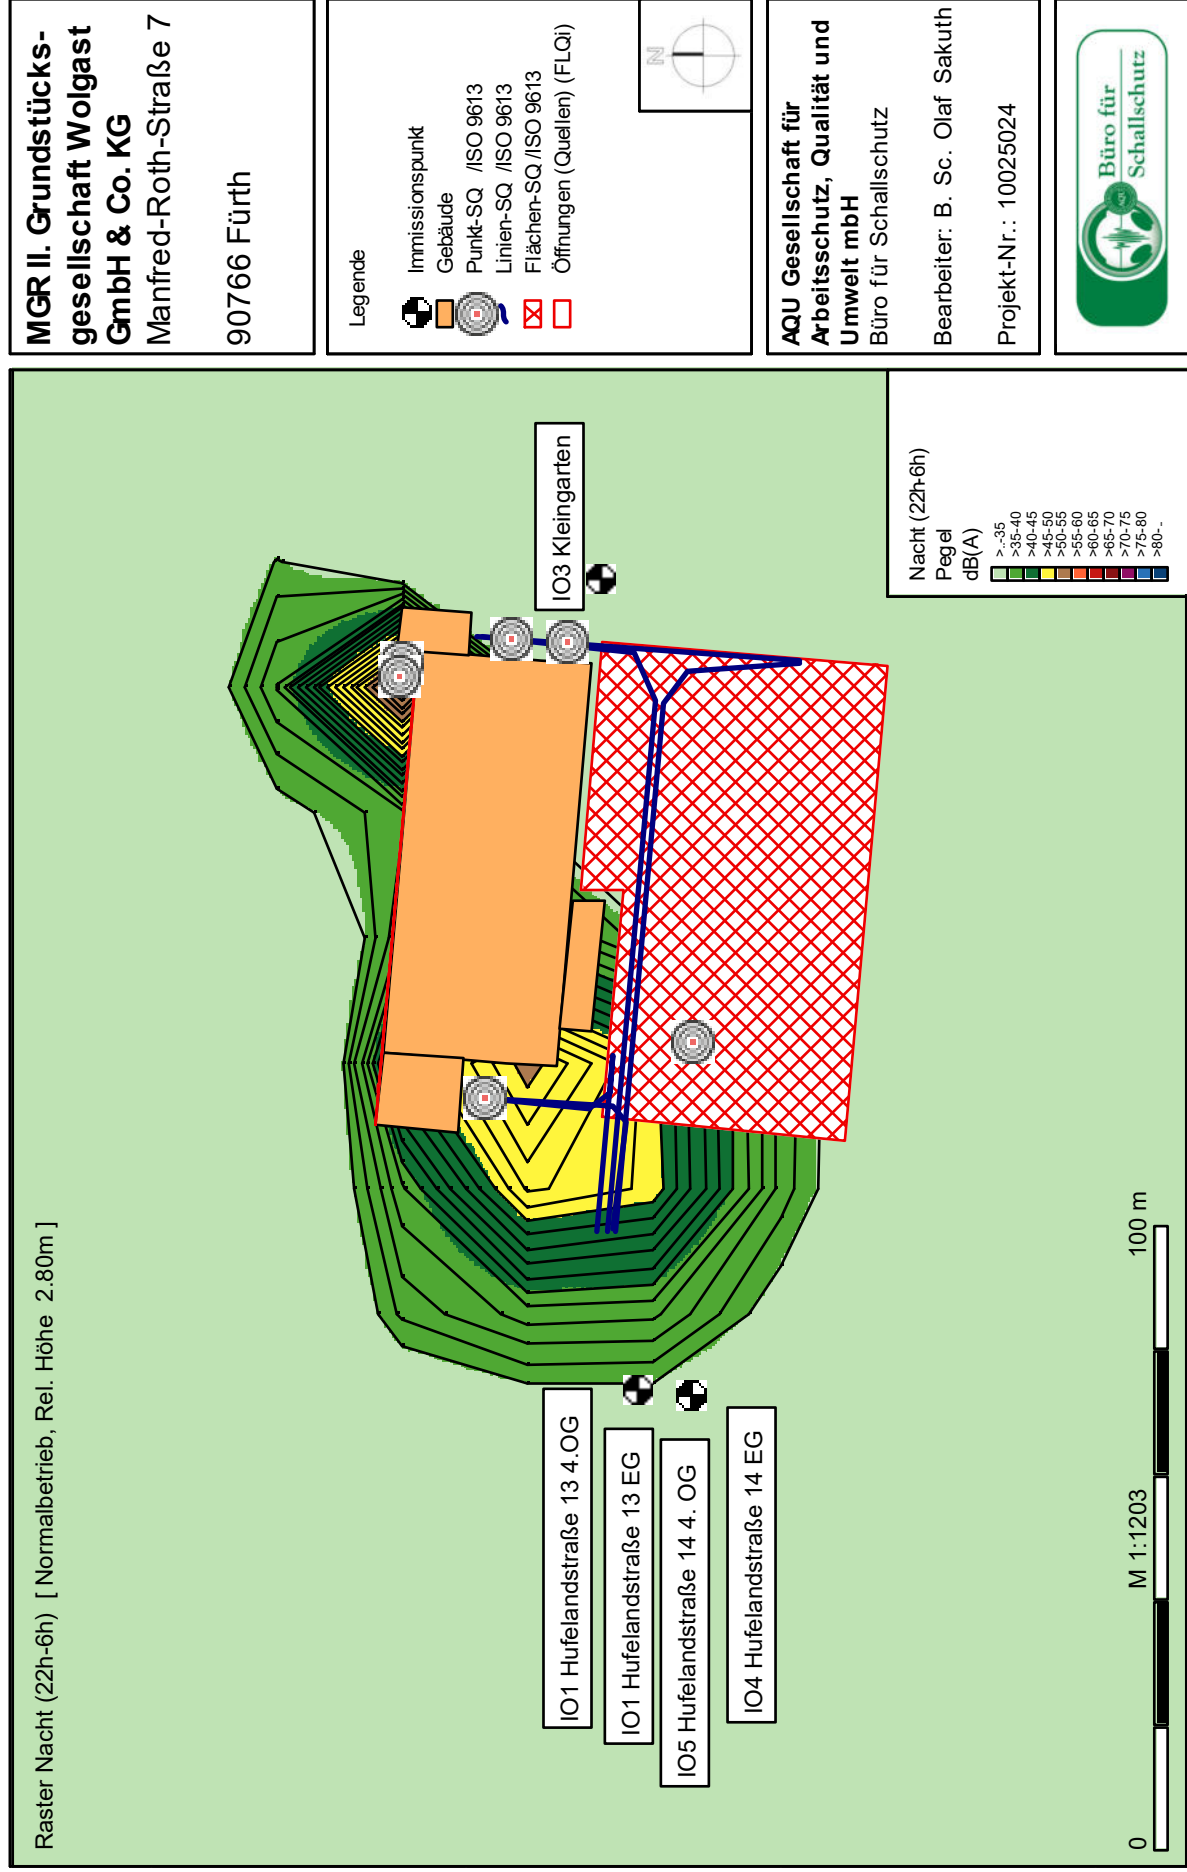 Raster Nacht (22h-6h) [ Normalbetrieb, Rel. Höhe 2.80m ]
IO3 Kleingarten
IO1 Hufelandstraße 13 4.OG
IO1 Hufelandstraße 13 EG
IO5 Hufelandstraße 14 4. OG
IO4 Hufelandstraße 14 EG
0
M 1:1203
100 m
Nacht (22h-6h)
Pegel
dB(A)
>..-35
>35-40
>40-45
>45-50
>50-55
>55-60
>60-65
>65-70
>70-75
>75-80
>80-..
MGR II. Grundstücks-
gesellschaft Wolgast
GmbH & Co. KG
Manfred-Roth-Straße 7
90766 Fürth
Legende
Immissionspunkt
Gebäude
Punkt-SQ /ISO 9613
Linien-SQ /ISO 9613
Flächen-SQ /ISO 9613
Öffnungen (Quellen) (FLQi)
N
AQU Gesellschaft für
Arbeitsschutz, Qualität und
Umwelt mbH
Büro für Schallschutz
Bearbeiter: B. Sc. Olaf Sakuth
Projekt-Nr.: 10025024
Büro für
Schallschutz